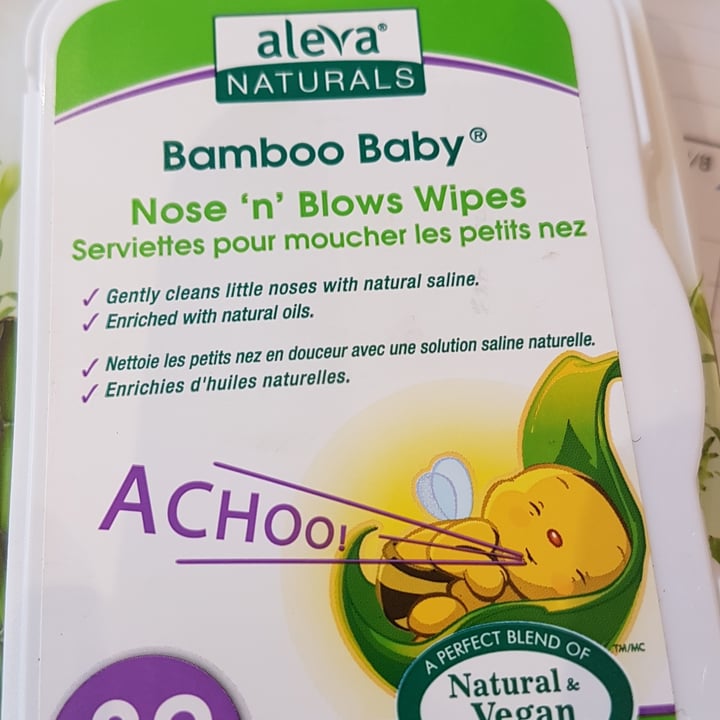 aleva®
NATURALS
Bamboo Baby®
Nose 'n' Blows Wipes
Serviettes pour moucher les petits nez
✓ Gently cleans little noses with natural saline.
✓ Enriched with natural oils.
✓ Nettoie les petits nez en douceur avec une solution saline naturelle.
✓ Enrichies d'huiles naturelles.
ACHOO!
TM/MC
A PERFECT BLEND OF
Natural &
Vegan